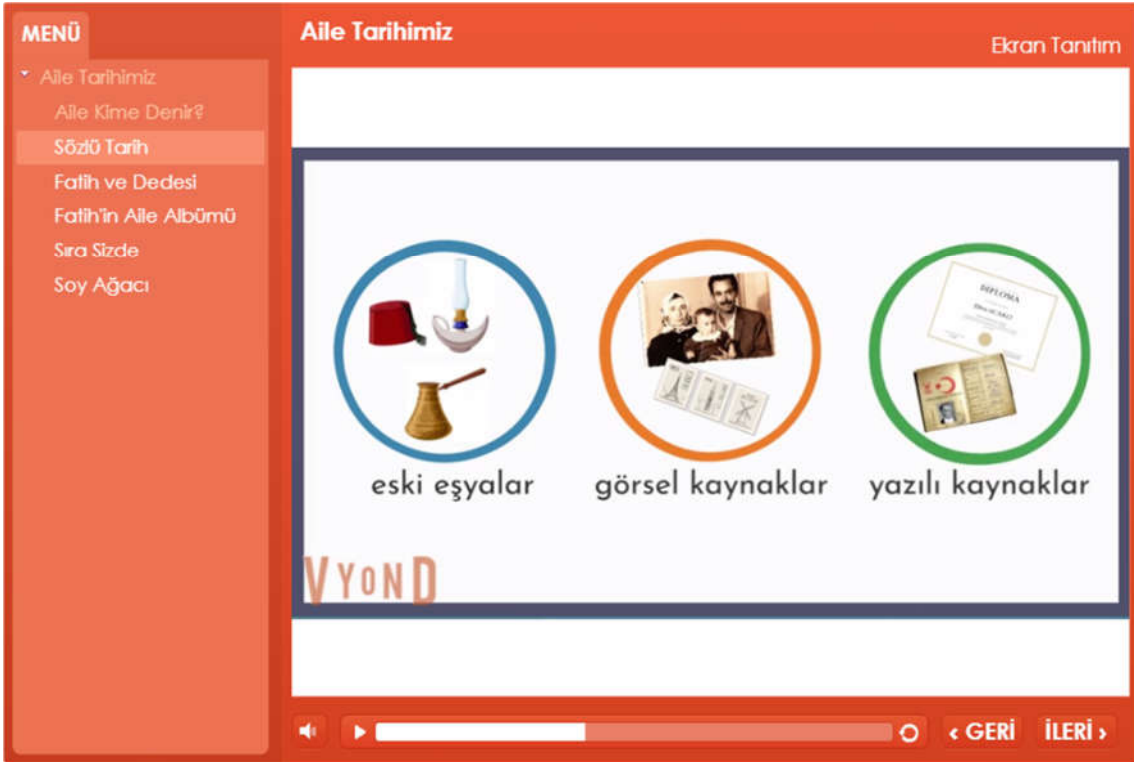 MENÜ
Aile Tarihimiz
Aile Kime Denir?
Sözlü Tarih
Fatih ve Dedesi
Fatih'in Aile Albümü
Sıra Sizde
Soy Ağacı
Aile Tarihimiz
Ekran Tanıtım
DIPLOMA
eski eşyalar
görsel kaynaklar
yazılı kaynaklar
VYOND
‹ GERİ
İLERİ ›